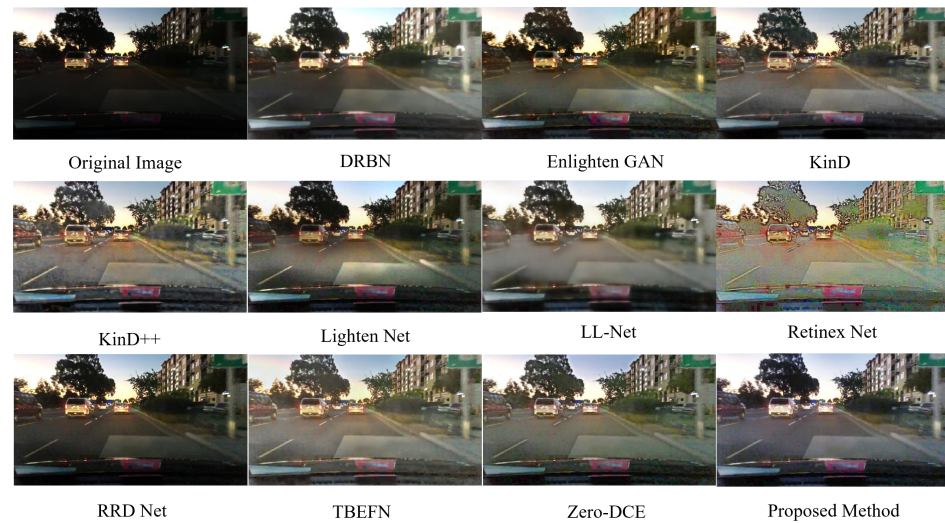 Original Image
DRBN
Enlighten GAN
KinD
KinD++
Lighten Net
LL-Net
Retinex Net
RRD Net
TBEFN
Zero-DCE
Proposed Method